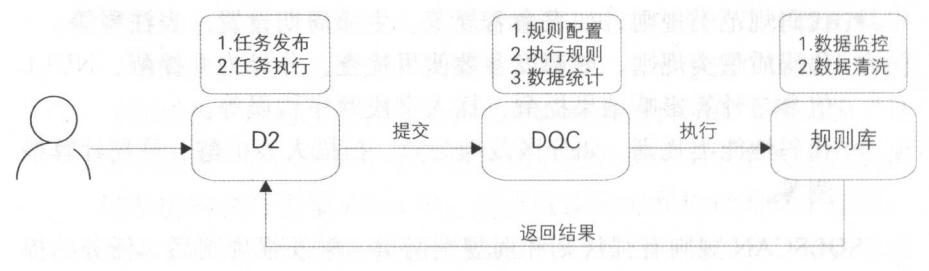 1.任务发布
2.任务执行
1.规则配置
2.执行规则
3.数据统计
1.数据监控
2.数据清洗
D2
提交
DQC
执行
规则库
返回结果